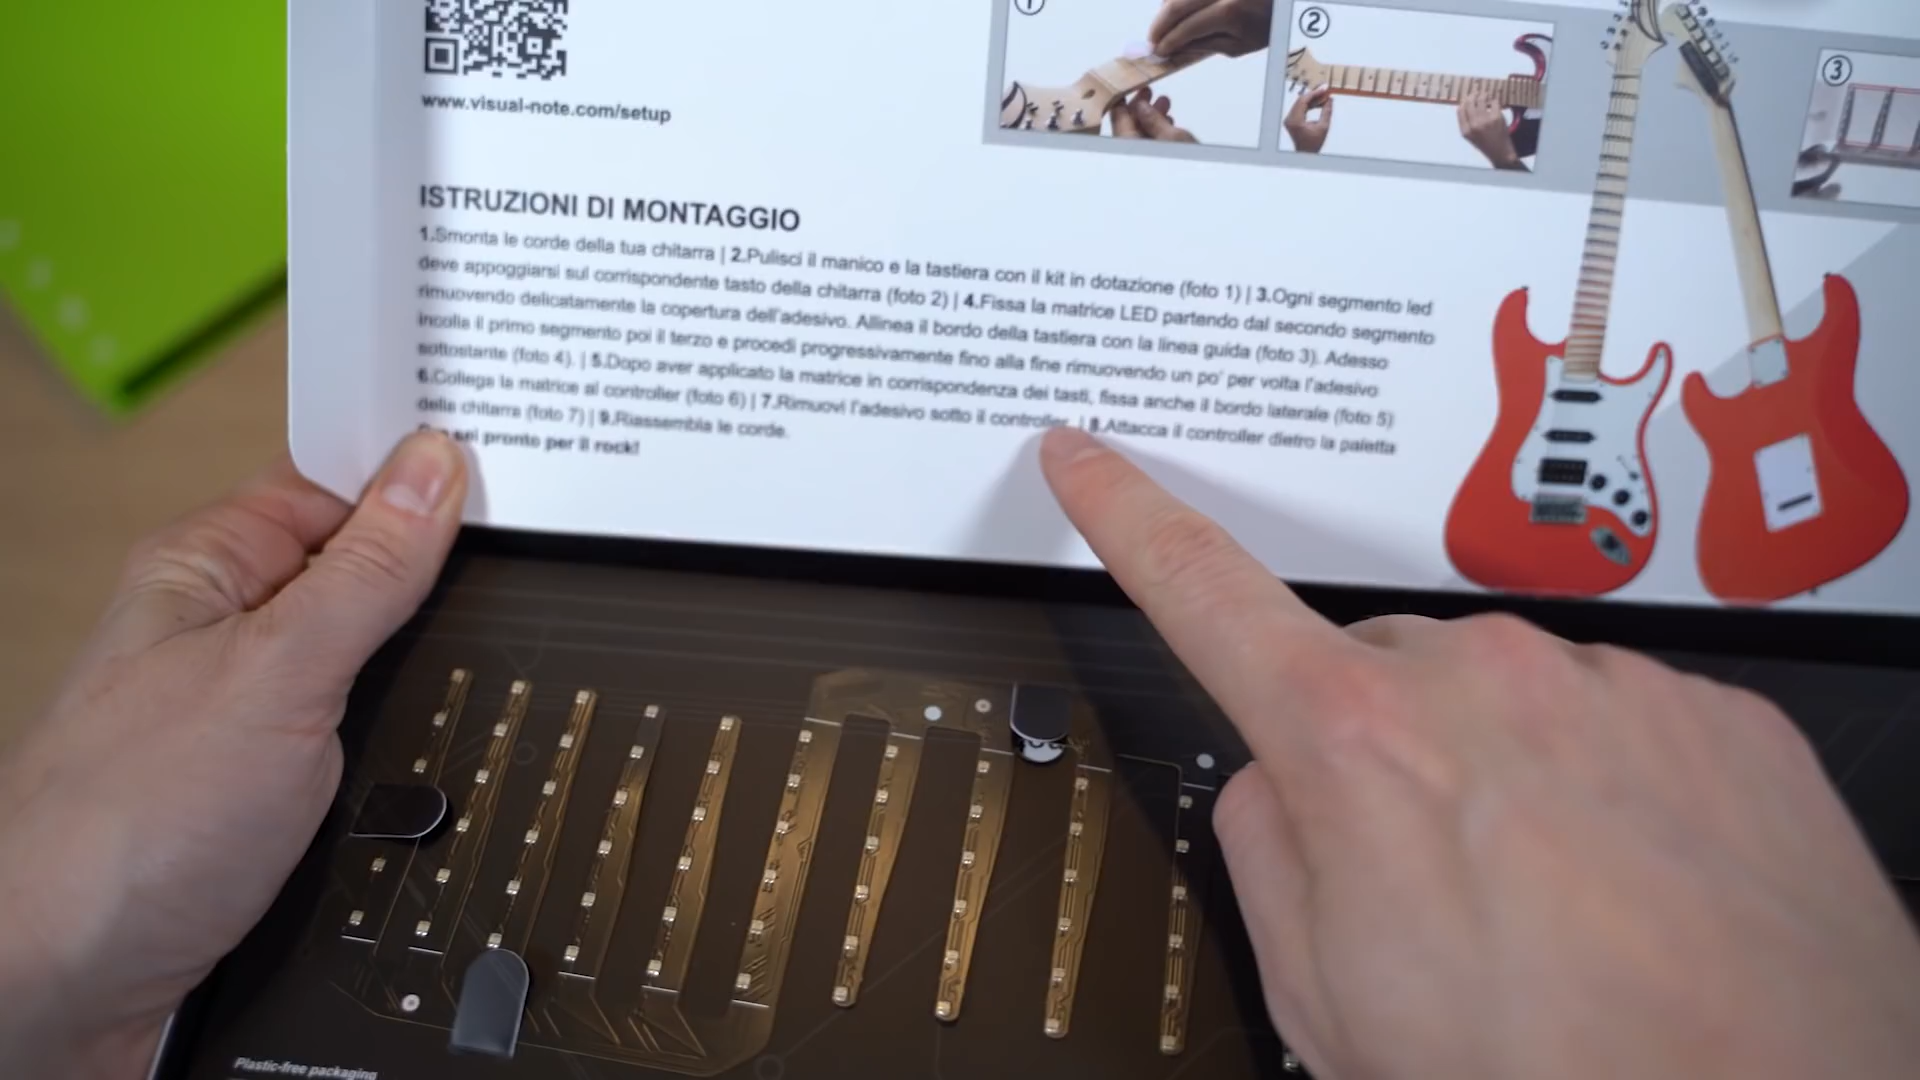 1
2
3
www.visual-note.com/setup
ISTRUZIONI DI MONTAGGIO
1.Smonta le corde della tua chitarra | 2.Pulisci il manico e la tastiera con il kit in dotazione (foto 1) | 3.Ogni segmento led
deve appoggiarsi sul corrispondente tasto della chitarra (foto 2) | 4.Fissa la matrice LED partendo dal secondo segmento
rimuovendo delicatamente la copertura dell'adesivo. Allinea il bordo della tastiera con la linea guida (foto 3). Adesso
incolla il primo segmento poi il terzo e procedi progressivamente fino alla fine rimuovendo un po' per volta l'adesivo
sottostante (foto 4). | 5.Dopo aver applicato la matrice in corrispondenza dei tasti, fissa anche il bordo laterale (foto 5)
6.Collega la matrice al controller (foto 6) | 7.Rimuovi l'adesivo sotto il controller. | 8.Attacca il controller dietro la paletta
della chitarra (foto 7) | 9.Riassembla le corde.
sei pronto per il rock!
Plastic-free packaging